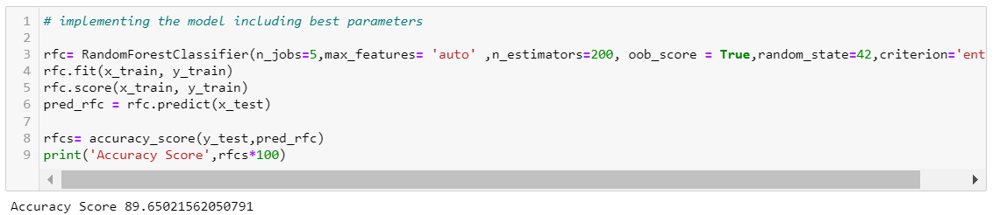 1 # implementing the model including best parameters
2
3 rfc= RandomForestClassifier(n_jobs=5,max_features= 'auto' ,n_estimators=200, oob_score = True,random_state=42,criterion='ent
4 rfc.fit(x_train, y_train)
5 rfc.score(x_train, y_train)
6 pred_rfc = rfc.predict(x_test)
7
8 rfcs= accuracy_score(y_test,pred_rfc)
9 print('Accuracy Score',rfcs*100)
Accuracy Score 89.65021562050791